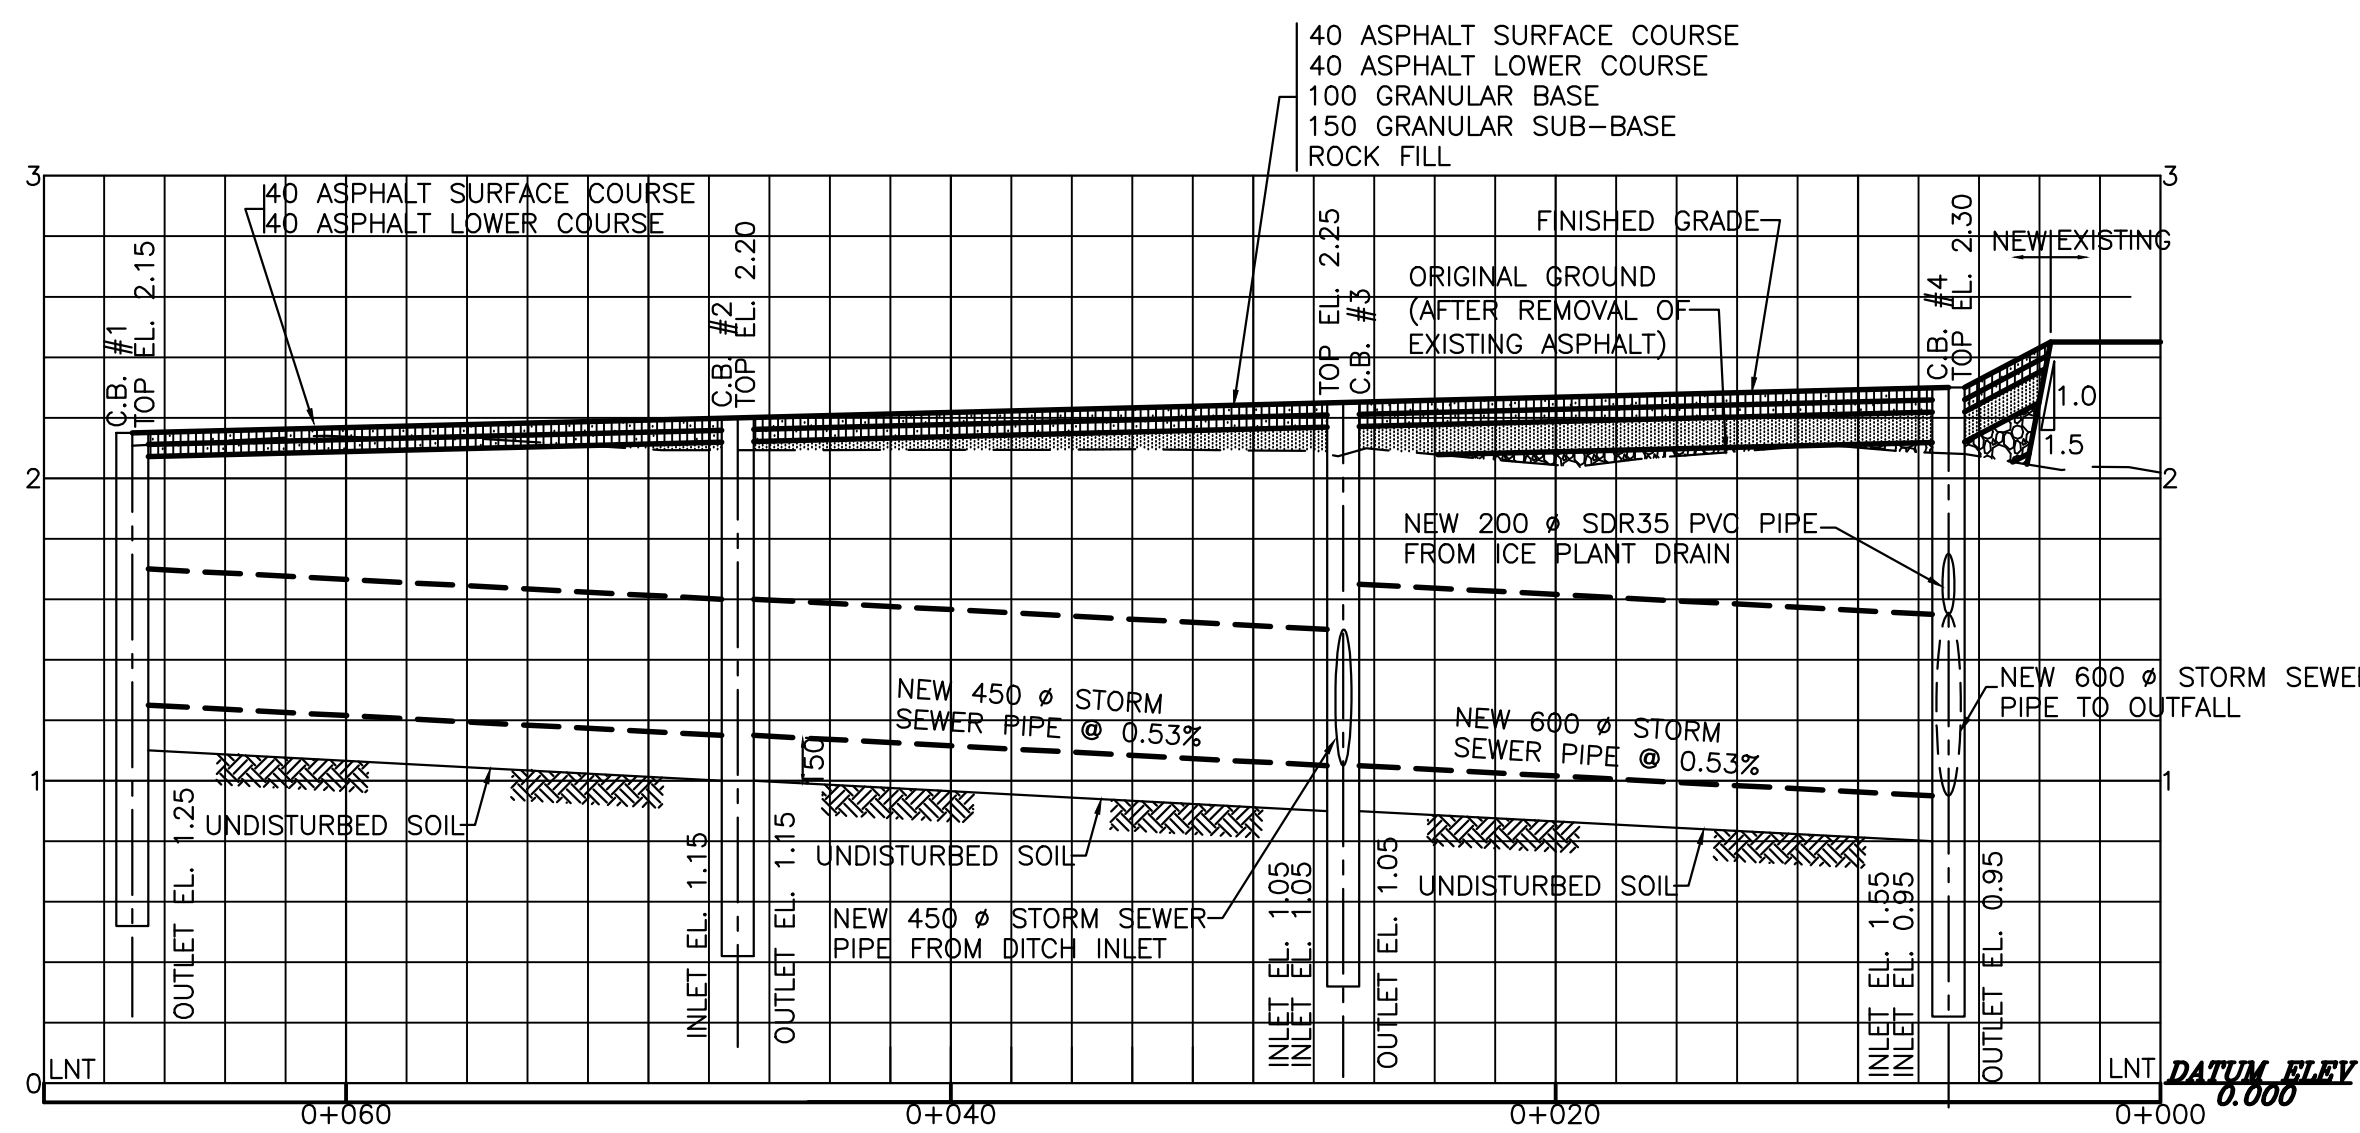 40 ASPHALT SURFACE COURSE
40 ASPHALT LOWER COURSE
100 GRANULAR BASE
150 GRANULAR SUB-BASE
ROCK FILL
3
3
40 ASPHALT SURFACE COURSE
40 ASPHALT LOWER COURSE
C.B. #1
TOP EL. 2.15
C.B. #2
TOP EL. 2.20
TOP EL. 2.25
C.B. #3
FINISHED GRADE
ORIGINAL GROUND
(AFTER REMOVAL OF
EXISTING ASPHALT)
C.B. #4
TOP EL. 2.30
NEW EXISTING
1.0
1.5
2
2
NEW 200 ø SDR35 PVC PIPE
FROM ICE PLANT DRAIN
NEW 450 ø STORM
SEWER PIPE @ 0.53%
150
NEW 600 ø STORM
SEWER PIPE @ 0.53%
NEW 600 ø STORM SEWER
PIPE TO OUTFALL
1
1
UNDISTURBED SOIL
UNDISTURBED SOIL
UNDISTURBED SOIL
NEW 450 ø STORM SEWER
PIPE FROM DITCH INLET
OUTLET EL. 1.25
INLET EL. 1.15
OUTLET EL. 1.15
INLET EL. 1.05
INLET EL. 1.05
OUTLET EL. 1.05
INLET EL. 1.55
INLET EL. 0.95
OUTLET EL. 0.95
0
LNT
LNT
DATUM ELEV
0.000
0+060
0+040
0+020
0+000